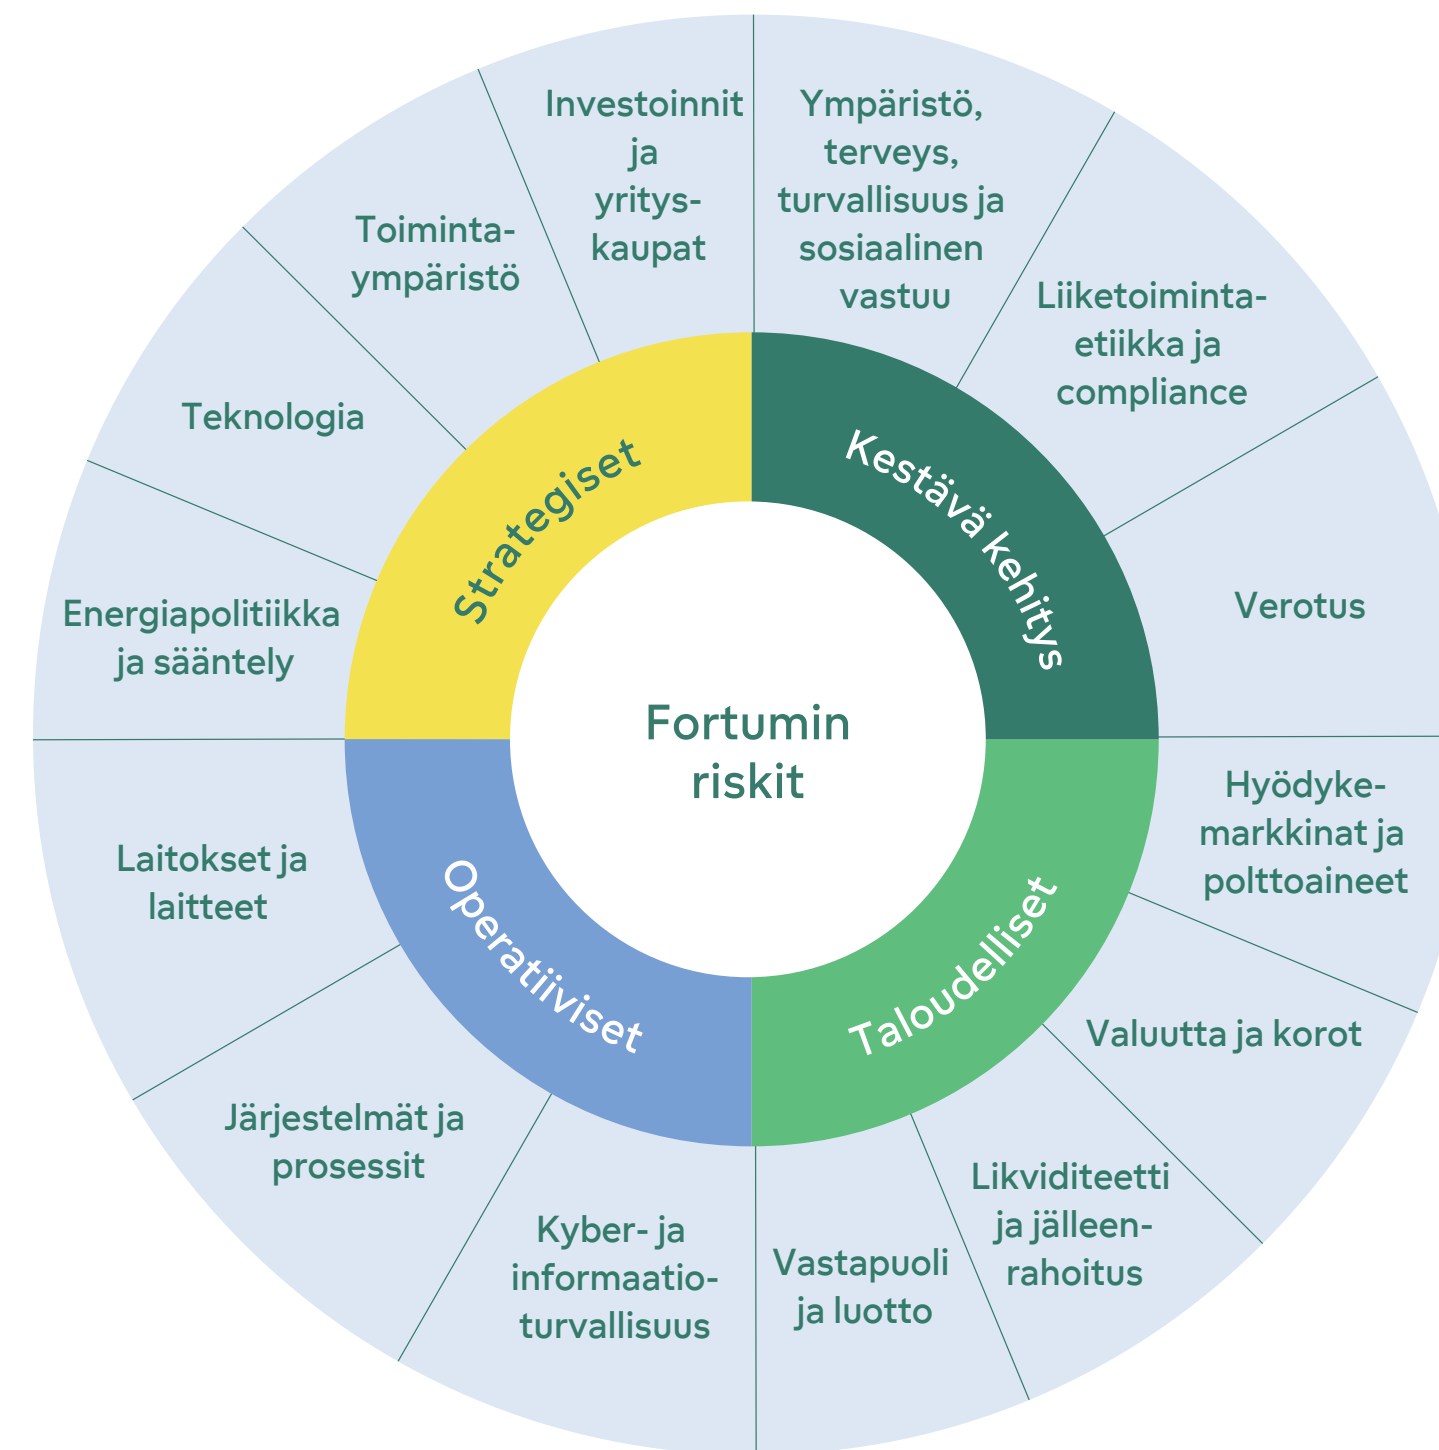 Fortumin
riskit
Strategiset
Investoinnit
ja
yritys-
kaupat
Toiminta-
ympäristö
Teknologia
Energiapolitiikka
ja sääntely
Kestävä kehitys
Ympäristö,
terveys,
turvallisuus ja
sosiaalinen
vastuu
Liiketoiminta-
etiikka ja
compliance
Verotus
Taloudelliset
Hyödyke-
markkinat ja
polttoaineet
Valuutta ja korot
Likviditeetti
ja jälleen-
rahoitus
Vastapuoli
ja luotto
Operatiiviset
Kyber- ja
informaatio-
turvallisuus
Järjestelmät ja
prosessit
Laitokset ja
laitteet